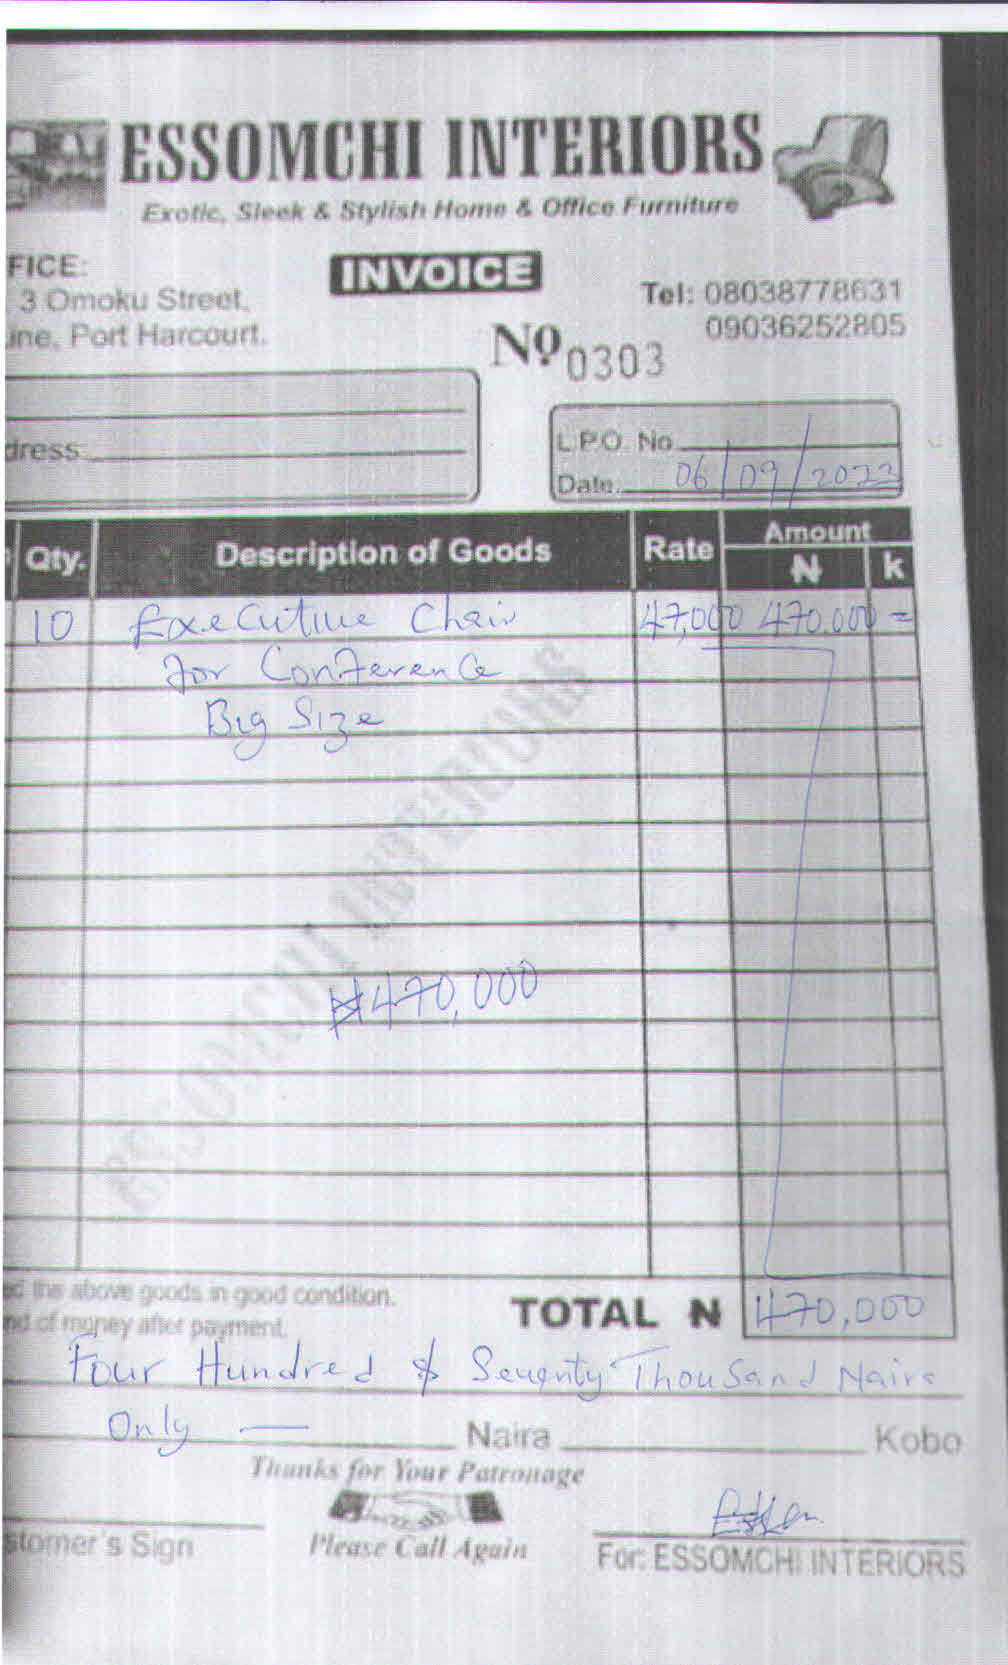 ESSOMCHI INTERIORS
Exotic, Sleek & Stylish Home & Office Furniture
FICE:
INVOICE
3 Omoku Street,
ine, Port Harcourt.
Tel: 08038778631
09036252805
Nº 0303
dress
L.P.O. No
Date: 06/09/2022
Qty. Description of Goods Rate Amount
₦ k
10 Executive Chair 47,000 470.000 =
for Conference
Big Size
ESSOMCHI INTERIORS
₦470,000
ed the above goods in good condition.
nd of money after payment.
TOTAL ₦ 470,000
Four Hundred & Seventy Thousand Naira
Only — Naira Kobo
Thanks for Your Patronage
Please Call Again
stomer's Sign
For: ESSOMCHI INTERIORS